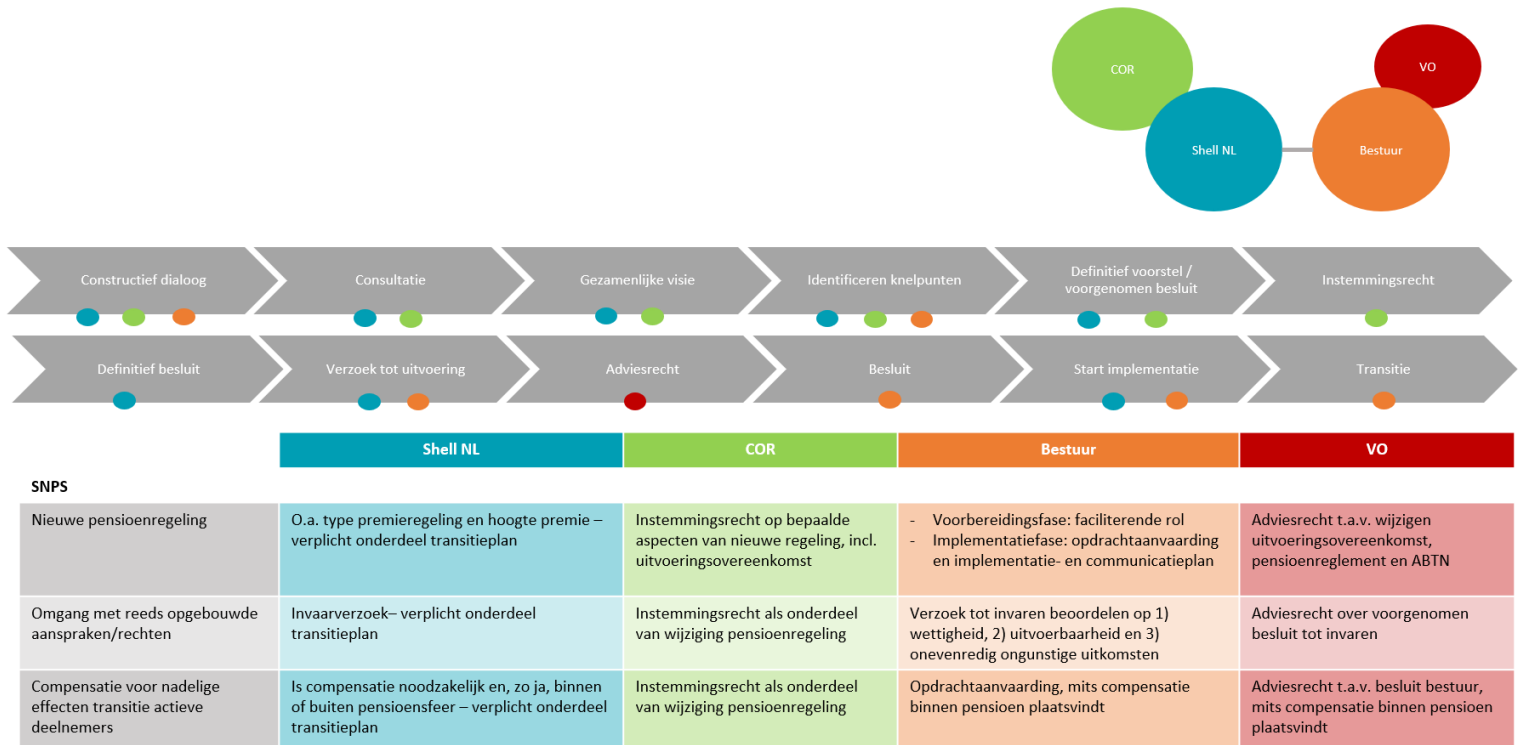 COR
VO
Shell NL
Bestuur
Constructief dialoog
Consultatie
Gezamenlijke visie
Identificeren knelpunten
Definitief voorstel /
voorgenomen besluit
Instemmingsrecht
Definitief besluit
Verzoek tot uitvoering
Adviesrecht
Besluit
Start implementatie
Transitie
Shell NL
COR
Bestuur
VO
SNPS
Nieuwe pensioenregeling
O.a. type premieregeling en hoogte premie –
verplicht onderdeel transitieplan
Instemmingsrecht op bepaalde
aspecten van nieuwe regeling, incl.
uitvoeringsovereenkomst
- Voorbereidingsfase: faciliterende rol
- Implementatiefase: opdrachtaanvaarding
en implementatie- en communicatieplan
Adviesrecht t.a.v. wijzigen
uitvoeringsovereenkomst,
pensioenreglement en ABTN
Omgang met reeds opgebouwde
aanspraken/rechten
Invaarverzoek– verplicht onderdeel
transitieplan
Instemmingsrecht als onderdeel
van wijziging pensioenregeling
Verzoek tot invaren beoordelen op 1)
wettigheid, 2) uitvoerbaarheid en 3)
onevenredig ongunstige uitkomsten
Adviesrecht over voorgenomen
besluit tot invaren
Compensatie voor nadelige
effecten transitie actieve
deelnemers
Is compensatie noodzakelijk en, zo ja, binnen
of buiten pensioensfeer – verplicht onderdeel
transitieplan
Instemmingsrecht als onderdeel
van wijziging pensioenregeling
Opdrachtaanvaarding, mits compensatie
binnen pensioen plaatsvindt
Adviesrecht t.a.v. besluit bestuur,
mits compensatie binnen pensioen
plaatsvindt